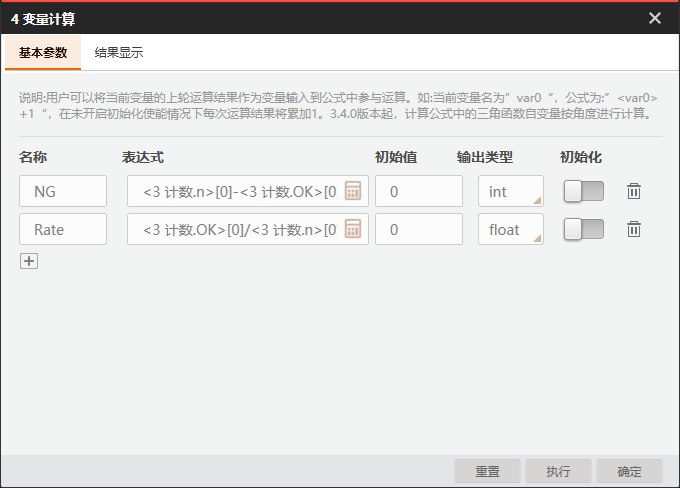 4 变量计算
基本参数 结果显示
说明:用户可以将当前变量的上轮运算结果作为变量输入到公式中参与运算。如:当前变量名为”var0“，公式为:”<var0>
+1“，在未开启初始化使能情况下每次运算结果将累加1。3.4.0版本起，计算公式中的三角函数自变量按角度进行计算。
名称 表达式 初始值 输出类型 初始化
NG <3 计数.n>[0]-<3 计数.OK>[0 0 int
Rate <3 计数.OK>[0]/<3 计数.n>[0 0 float
重置 执行 确定